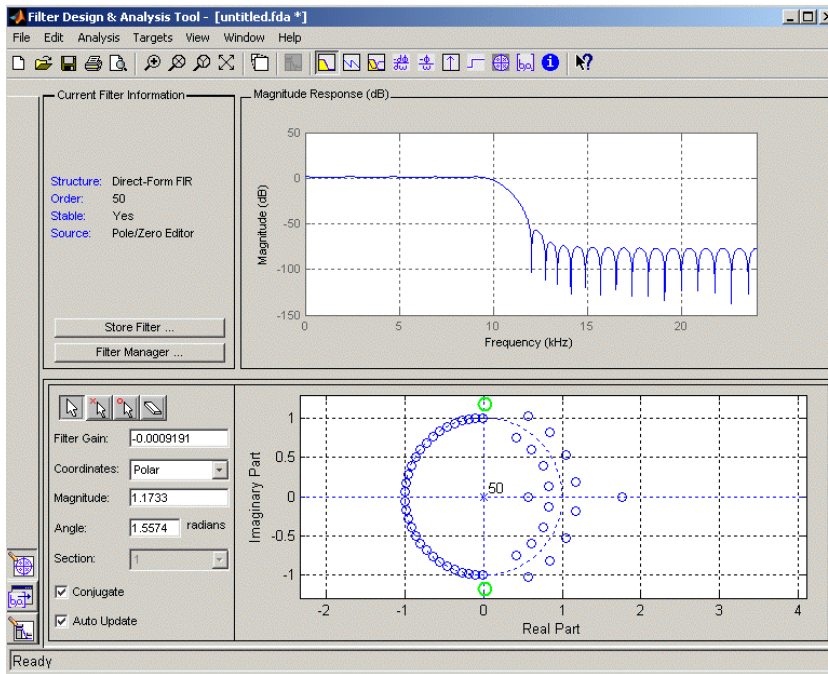 Filter Design & Analysis Tool - [untitled.fda *]
File Edit Analysis Targets View Window Help
Current Filter Information
Structure: Direct-Form FIR
Order: 50
Stable: Yes
Source: Pole/Zero Editor
Store Filter ...
Filter Manager ...
Magnitude Response (dB)
50
0
-50
-100
-150
Magnitude (dB)
0 5 10 15 20
Frequency (kHz)
Filter Gain: -0.0009191
Coordinates: Polar
Magnitude: 1.1733
Angle: 1.5574 radians
Section: 1
Conjugate
Auto Update
1
0.5
0
-0.5
-1
Imaginary Part
50
-2 -1 0 1 2 3 4
Real Part
Ready